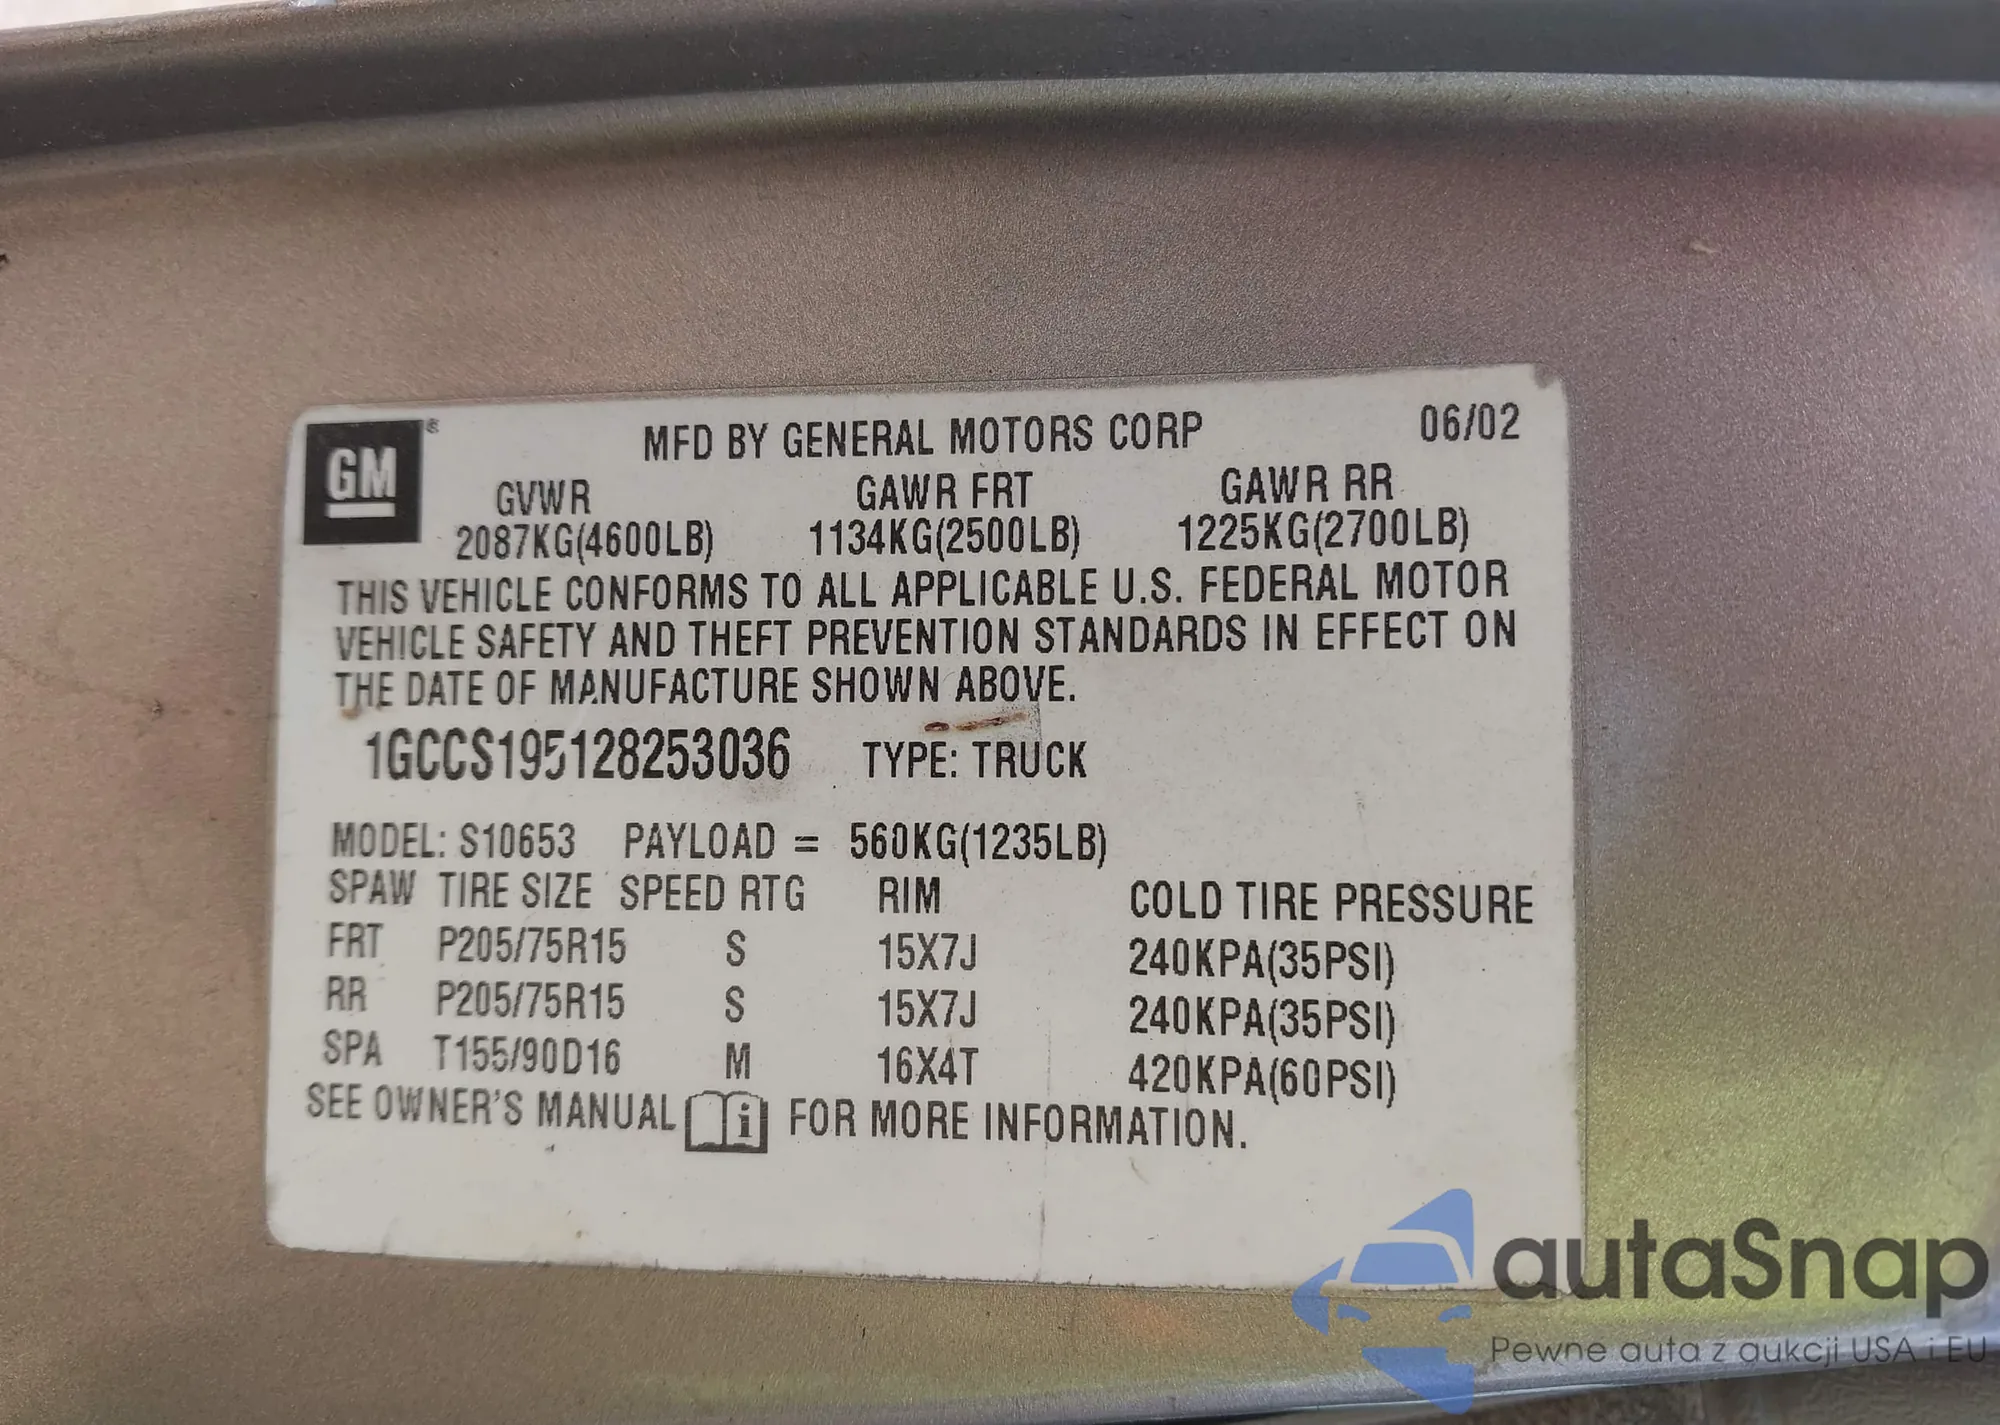 GM®
MFD BY GENERAL MOTORS CORP 06/02
GVWR GAWR FRT GAWR RR
2087KG(4600LB) 1134KG(2500LB) 1225KG(2700LB)
THIS VEHICLE CONFORMS TO ALL APPLICABLE U.S. FEDERAL MOTOR
VEHICLE SAFETY AND THEFT PREVENTION STANDARDS IN EFFECT ON
THE DATE OF MANUFACTURE SHOWN ABOVE.
1GCCS195128253036 TYPE: TRUCK
MODEL: S10653 PAYLOAD = 560KG(1235LB)
SPAW TIRE SIZE SPEED RTG RIM COLD TIRE PRESSURE
FRT P205/75R15 S 15X7J 240KPA(35PSI)
RR P205/75R15 S 15X7J 240KPA(35PSI)
SPA T155/90D16 M 16X4T 420KPA(60PSI)
SEE OWNER'S MANUAL i FOR MORE INFORMATION.
autaSnap
Pewne auta z aukcji USA i EU